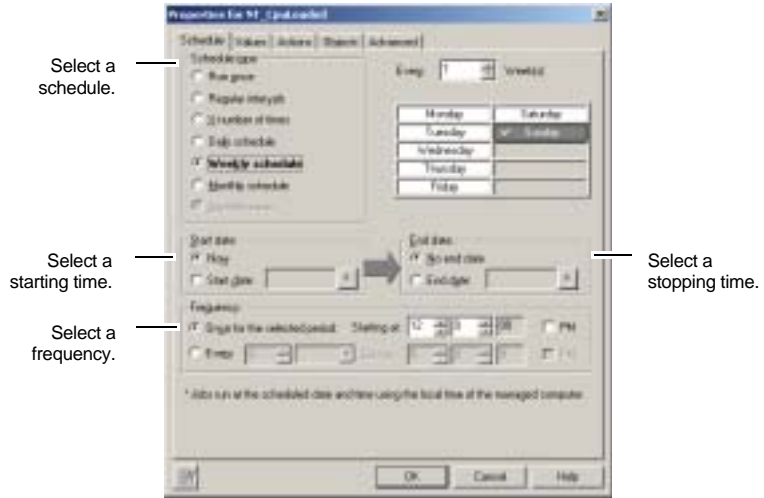 Properties for NT_CpuLoaded
Schedule Values Actions Objects Advanced
Select a
schedule.
Schedule type
Run once
Regular intervals
X number of times
Daily schedule
Weekly schedule
Monthly schedule
Every 1 Week(s)
Monday Saturday
Tuesday Sunday
Wednesday
Thursday
Friday
Select a
starting time.
Start date
Now
Start date
End date
No end date
End date
Select a
stopping time.
Select a
frequency.
Frequency
Once for the selected period. Starting at 12 0 00 PM
Every
* Jobs run at the scheduled date and time using the local time of the managed computer
OK Cancel Help